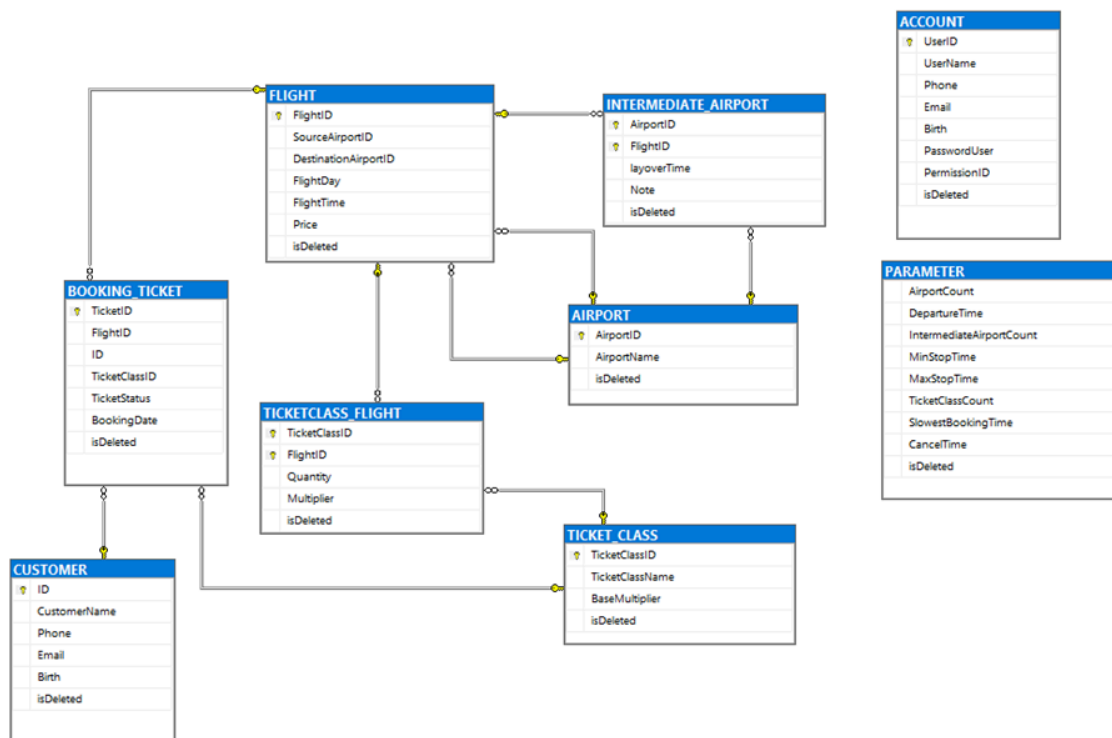 ACCOUNT
UserID
UserName
Phone
Email
Birth
PasswordUser
PermissionID
isDeleted
FLIGHT
FlightID
SourceAirportID
DestinationAirportID
FlightDay
FlightTime
Price
isDeleted
INTERMEDIATE_AIRPORT
AirportID
FlightID
layoverTime
Note
isDeleted
PARAMETER
AirportCount
DepartureTime
IntermediateAirportCount
MinStopTime
MaxStopTime
TicketClassCount
SlowestBookingTime
CancelTime
isDeleted
BOOKING_TICKET
TicketID
FlightID
ID
TicketClassID
TicketStatus
BookingDate
isDeleted
AIRPORT
AirportID
AirportName
isDeleted
TICKETCLASS_FLIGHT
TicketClassID
FlightID
Quantity
Multiplier
isDeleted
TICKET_CLASS
TicketClassID
TicketClassName
BaseMultiplier
isDeleted
CUSTOMER
ID
CustomerName
Phone
Email
Birth
isDeleted